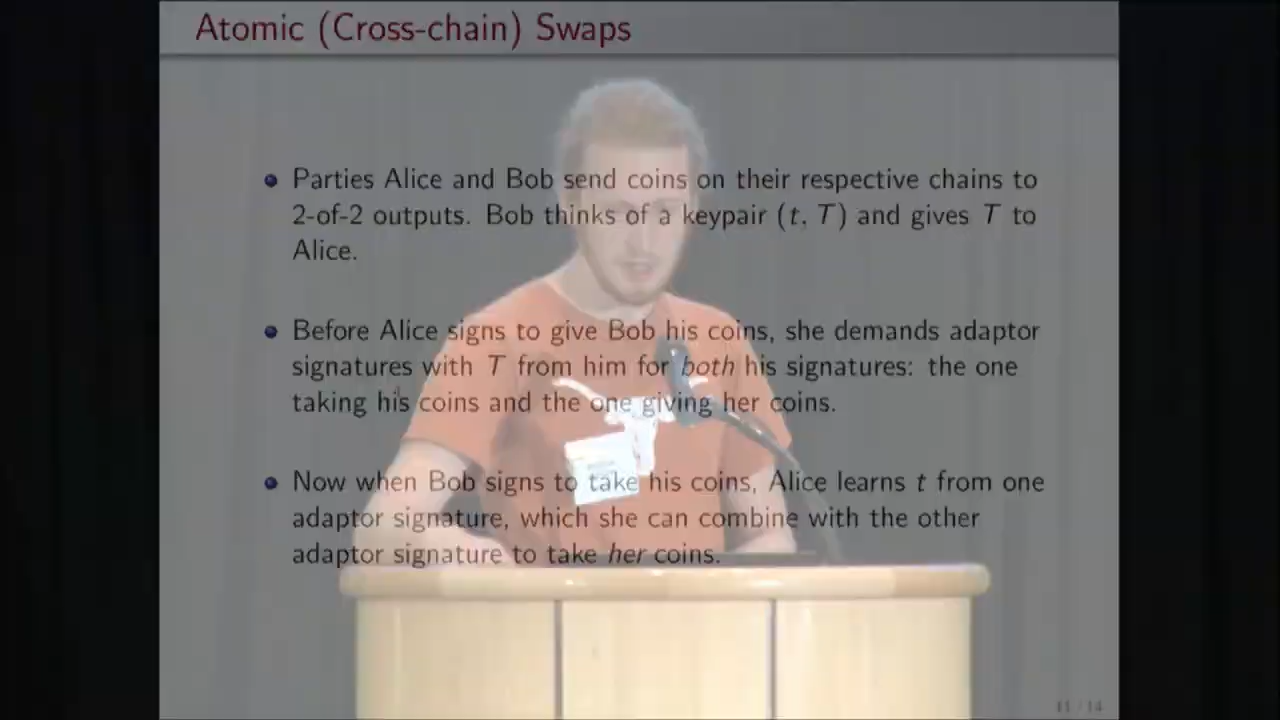 Atomic (Cross-chain) Swaps
Parties Alice and Bob send coins on their respective chains to
2-of-2 outputs. Bob thinks of a keypair (t, T) and gives T to
Alice.
Before Alice signs to give Bob his coins, she demands adaptor
signatures with T from him for both his signatures: the one
taking his coins and the one giving her coins.
Now when Bob signs to take his coins, Alice learns t from one
adaptor signature, which she can combine with the other
adaptor signature to take her coins.
11 / 14